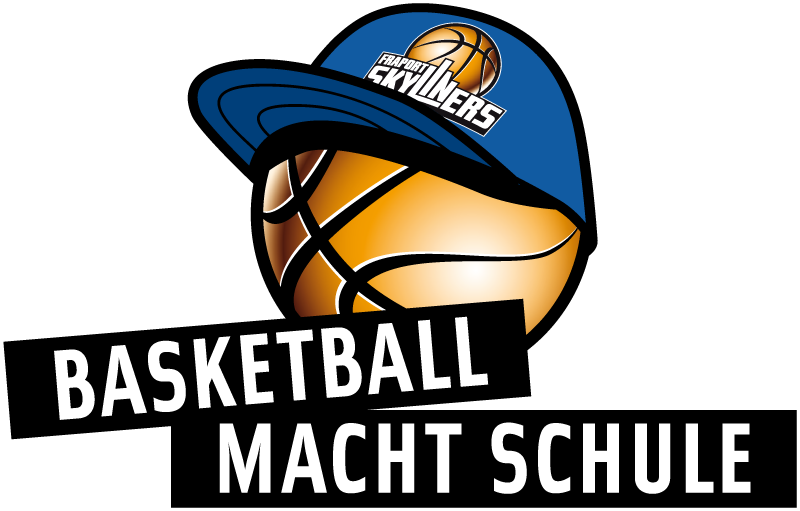 FRAPORT
SKYLINERS
BASKETBALL
MACHT SCHULE